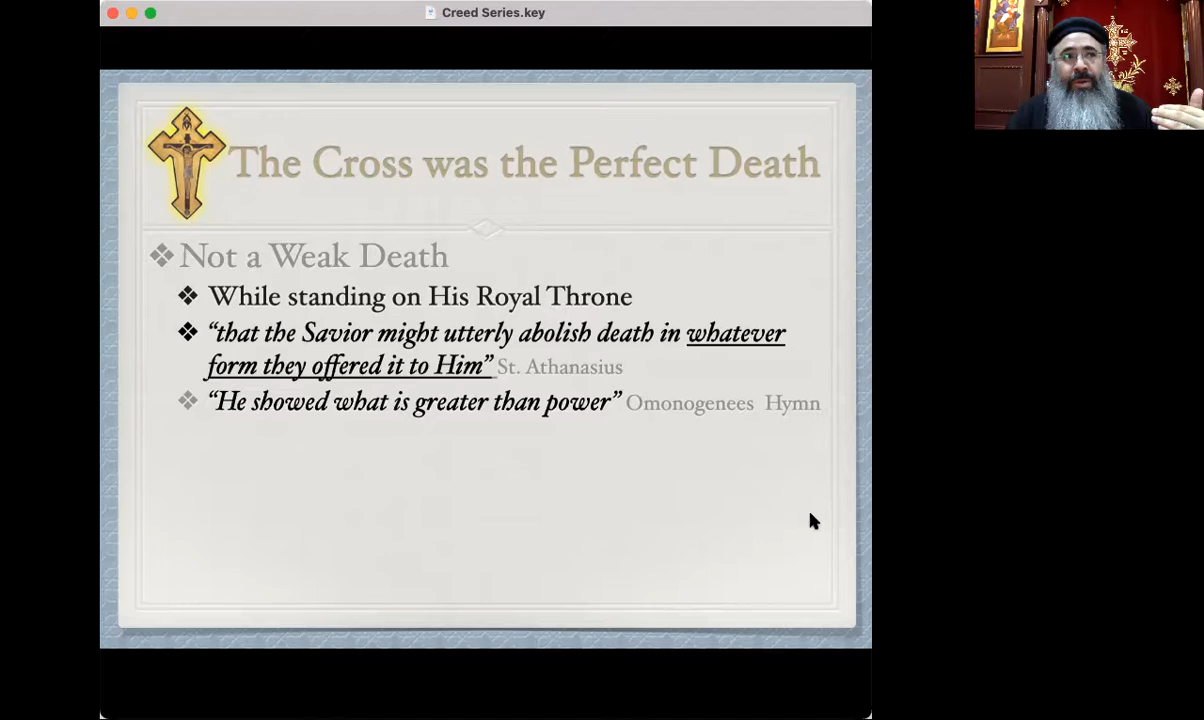 Creed Series.key
The Cross was the Perfect Death
❖ Not a Weak Death
❖ While standing on His Royal Throne
❖ “that the Savior might utterly abolish death in whatever
form they offered it to Him” St. Athanasius
❖ “He showed what is greater than power” Omonogenees Hymn